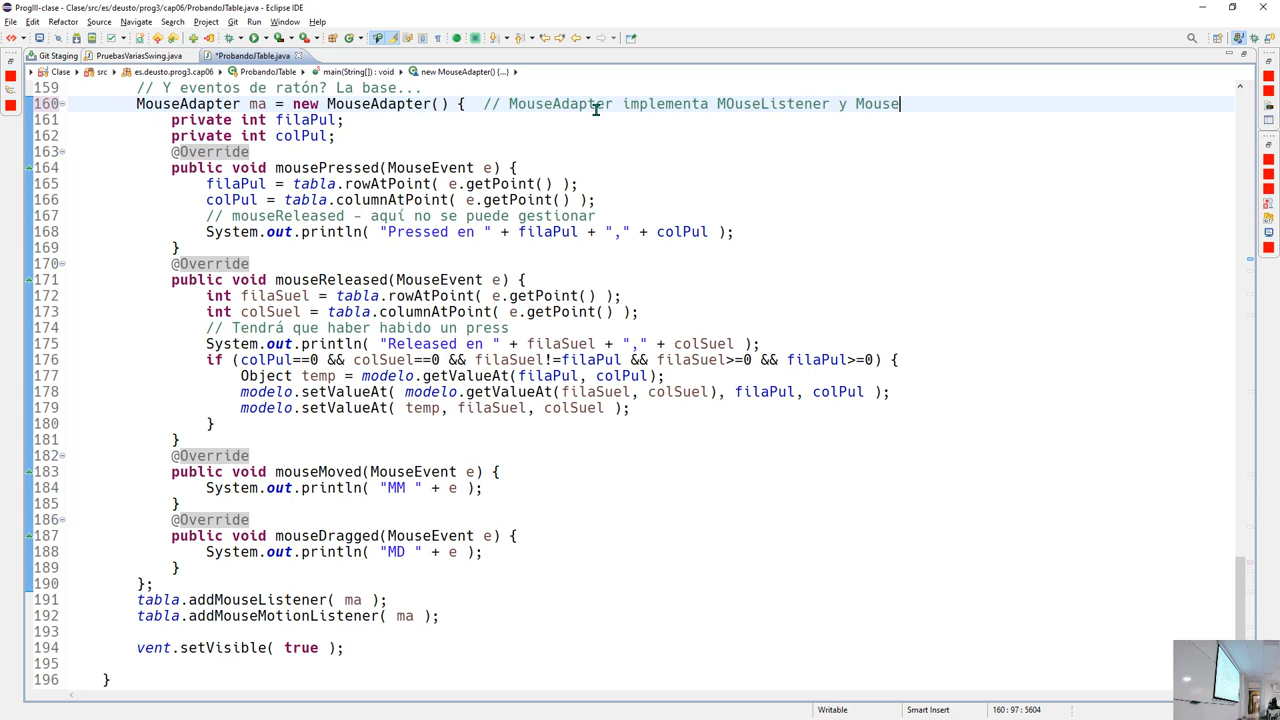 ProgIII-clase - Clase/src/es/deusto/prog3/cap06/ProbandoJTable.java - Eclipse IDE
File Edit Refactor Source Navigate Search Project Git Run Window Help
Git Staging PruebasVariasSwing.java *ProbandoJTable.java
Clase src es.deusto.prog3.cap06 ProbandoJTable main(String[]) : void new MouseAdapter() {...}
159 // Y eventos de ratón? La base...
160 MouseAdapter ma = new MouseAdapter() { // MouseAdapter implementa MOuseListener y Mouse
161 private int filaPul;
162 private int colPul;
163 @Override
164 public void mousePressed(MouseEvent e) {
165 filaPul = tabla.rowAtPoint( e.getPoint() );
166 colPul = tabla.columnAtPoint( e.getPoint() );
167 // mouseReleased - aquí no se puede gestionar
168 System.out.println( "Pressed en " + filaPul + "," + colPul );
169 }
170 @Override
171 public void mouseReleased(MouseEvent e) {
172 int filaSuel = tabla.rowAtPoint( e.getPoint() );
173 int colSuel = tabla.columnAtPoint( e.getPoint() );
174 // Tendrá que haber habido un press
175 System.out.println( "Released en " + filaSuel + "," + colSuel );
176 if (colPul==0 && colSuel==0 && filaSuel!=filaPul && filaSuel>=0 && filaPul>=0) {
177 Object temp = modelo.getValueAt(filaPul, colPul);
178 modelo.setValueAt( modelo.getValueAt(filaSuel, colSuel), filaPul, colPul );
179 modelo.setValueAt( temp, filaSuel, colSuel );
180 }
181 }
182 @Override
183 public void mouseMoved(MouseEvent e) {
184 System.out.println( "MM " + e );
185 }
186 @Override
187 public void mouseDragged(MouseEvent e) {
188 System.out.println( "MD " + e );
189 }
190 };
191 tabla.addMouseListener( ma );
192 tabla.addMouseMotionListener( ma );
193
194 vent.setVisible( true );
195
196 }
Writable Smart Insert 160 : 97 : 5604